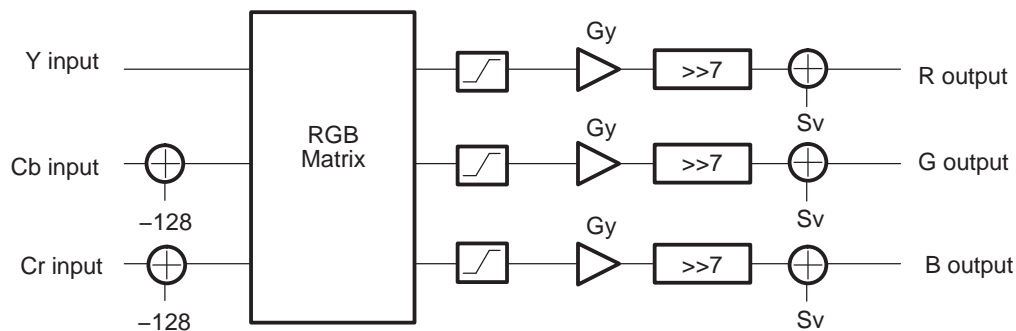 Gy
Y input
>>7
R output
RGB
Matrix
Sv
Gy
Cb input
>>7
G output
–128
Sv
Gy
Cr input
>>7
B output
–128
Sv